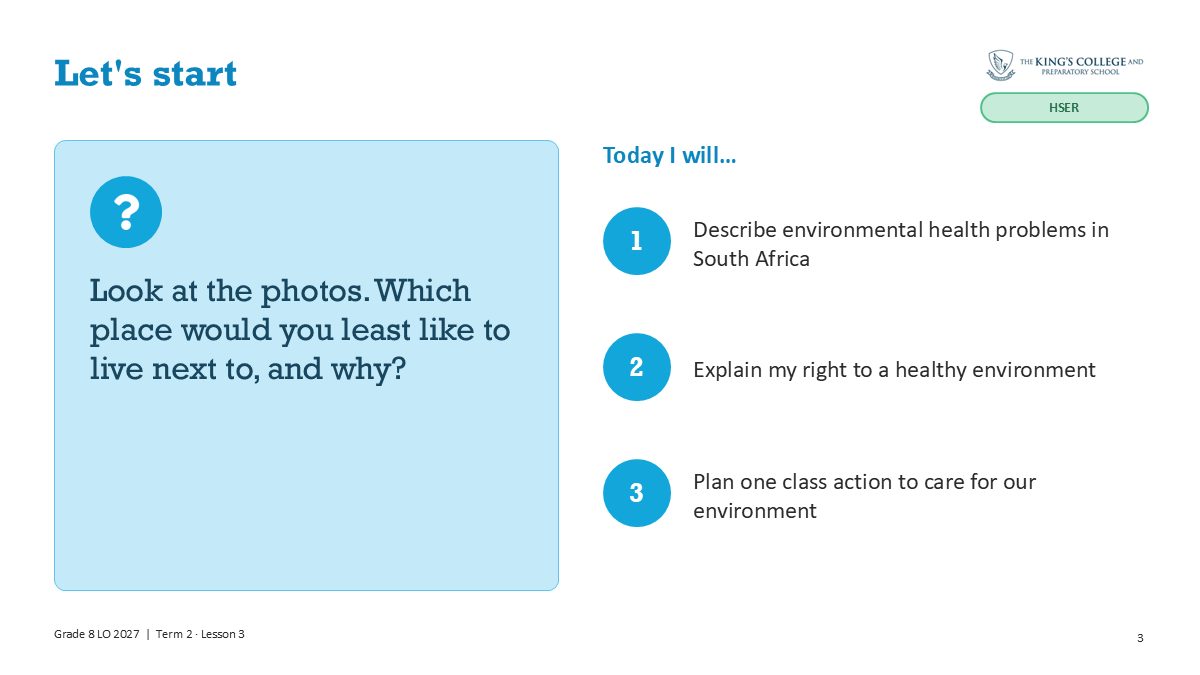 Let's start
THE KING'S COLLEGE AND
PREPARATORY SCHOOL
HSER
?
Look at the photos. Which
place would you least like to
live next to, and why?
Today I will...
1
Describe environmental health problems in
South Africa
2
Explain my right to a healthy environment
3
Plan one class action to care for our
environment
Grade 8 LO 2027 | Term 2 · Lesson 3
3